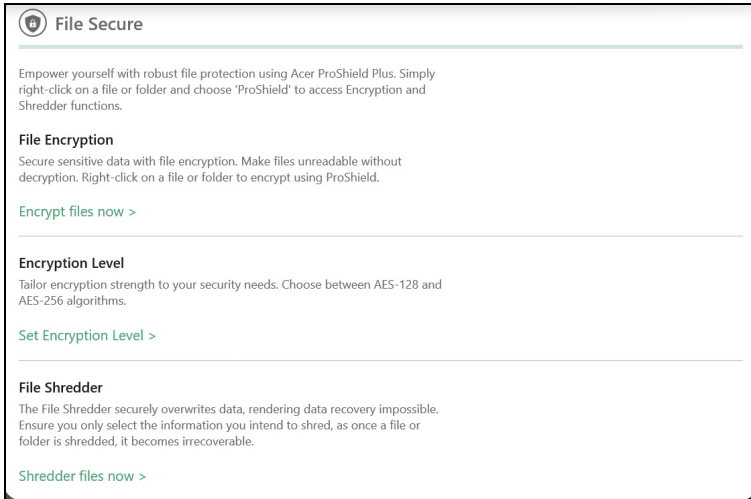 File Secure
Empower yourself with robust file protection using Acer ProShield Plus. Simply
right-click on a file or folder and choose 'ProShield' to access Encryption and
Shredder functions.
File Encryption
Secure sensitive data with file encryption. Make files unreadable without
decryption. Right-click on a file or folder to encrypt using ProShield.
Encrypt files now >
Encryption Level
Tailor encryption strength to your security needs. Choose between AES-128 and
AES-256 algorithms.
Set Encryption Level >
File Shredder
The File Shredder securely overwrites data, rendering data recovery impossible.
Ensure you only select the information you intend to shred, as once a file or
folder is shredded, it becomes irrecoverable.
Shredder files now >